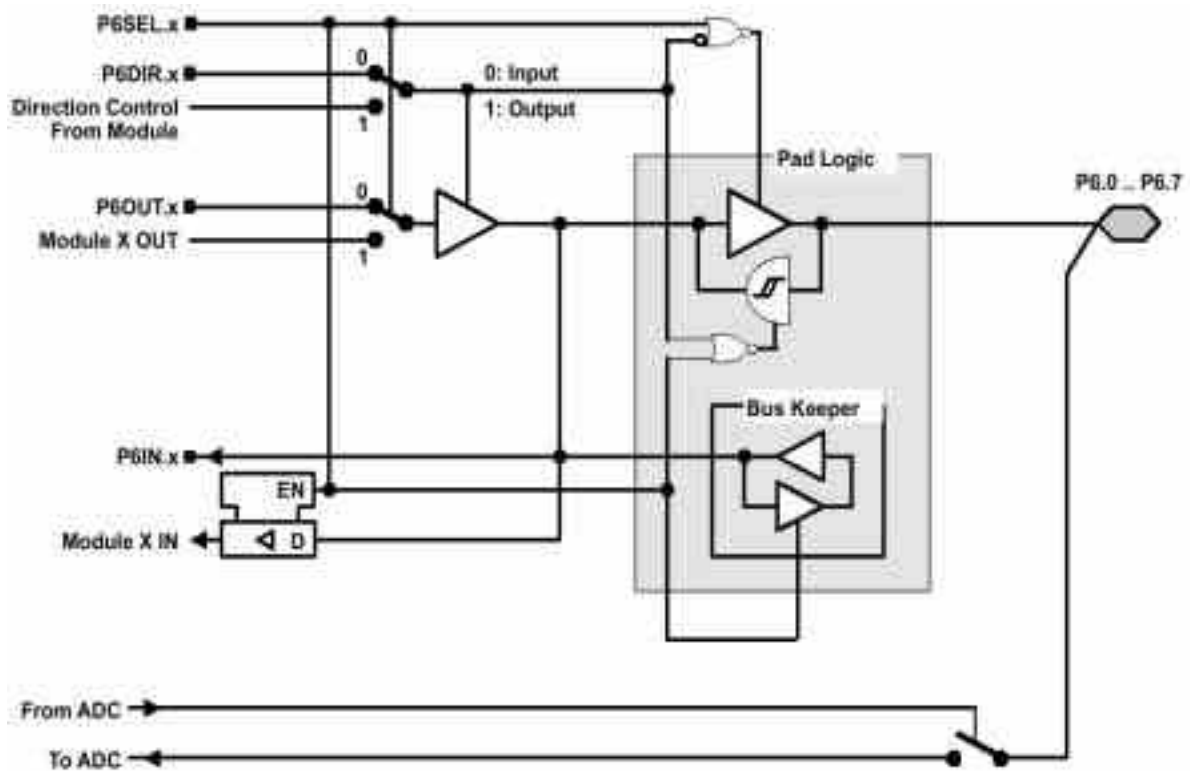 P6SEL.x
0
P6DIR.x
0: Input
Direction Control
From Module
1
1: Output
Pad Logic
P6.0 .. P6.7
0
P6OUT.x
Module X OUT
1
Bus Keeper
P6IN.x
EN
Module X IN
D
From ADC
To ADC